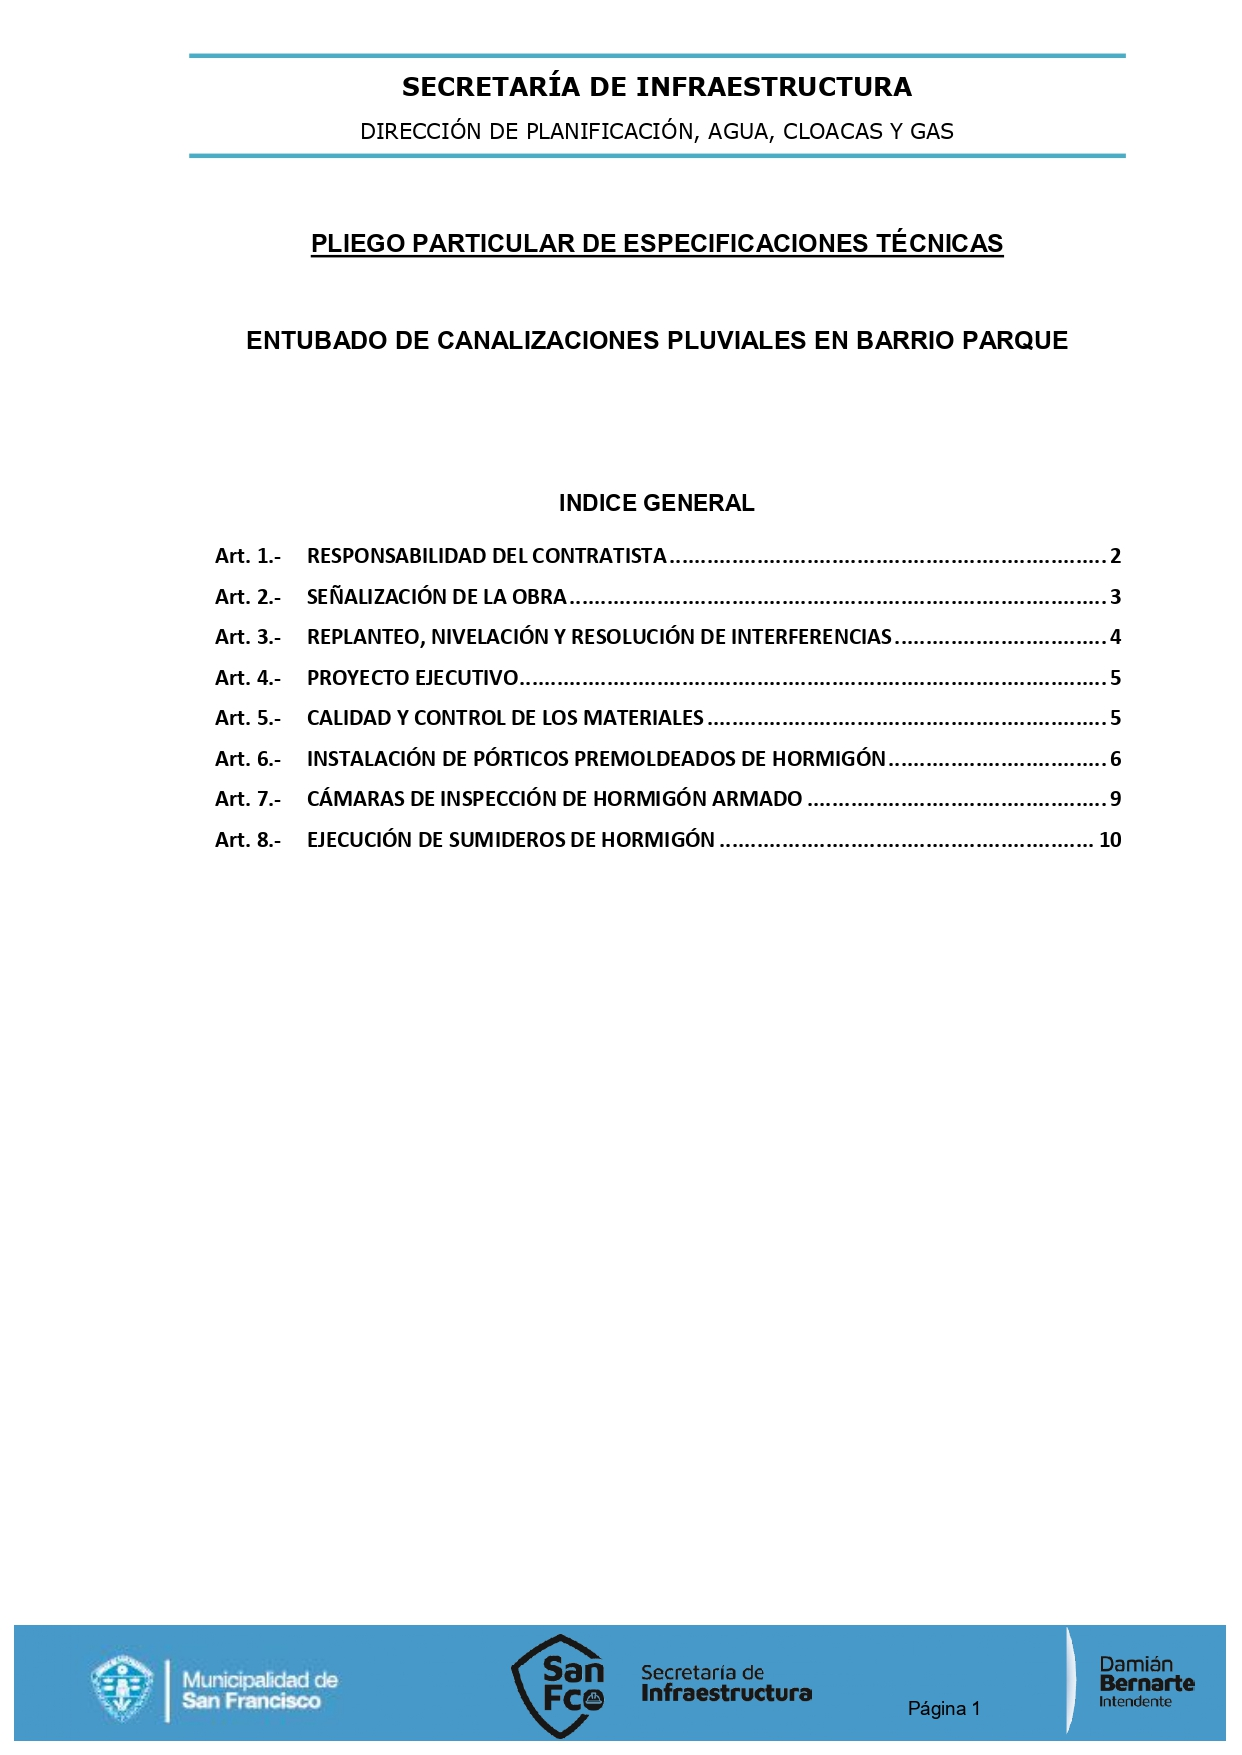 SECRETARÍA DE INFRAESTRUCTURA
DIRECCIÓN DE PLANIFICACIÓN, AGUA, CLOACAS Y GAS
PLIEGO PARTICULAR DE ESPECIFICACIONES TÉCNICAS
ENTUBADO DE CANALIZACIONES PLUVIALES EN BARRIO PARQUE
INDICE GENERAL
Art. 1.- RESPONSABILIDAD DEL CONTRATISTA ........ 2
Art. 2.- SEÑALIZACIÓN DE LA OBRA ........ 3
Art. 3.- REPLANTEO, NIVELACIÓN Y RESOLUCIÓN DE INTERFERENCIAS ........ 4
Art. 4.- PROYECTO EJECUTIVO ........ 5
Art. 5.- CALIDAD Y CONTROL DE LOS MATERIALES ........ 5
Art. 6.- INSTALACIÓN DE PÓRTICOS PREMOLDEADOS DE HORMIGÓN ........ 6
Art. 7.- CÁMARAS DE INSPECCIÓN DE HORMIGÓN ARMADO ........ 9
Art. 8.- EJECUCIÓN DE SUMIDEROS DE HORMIGÓN ........ 10
Municipalidad de
San Francisco
San
Fco
Secretaría de
Infraestructura
Página 1
Damián
Bernarte
Intendente